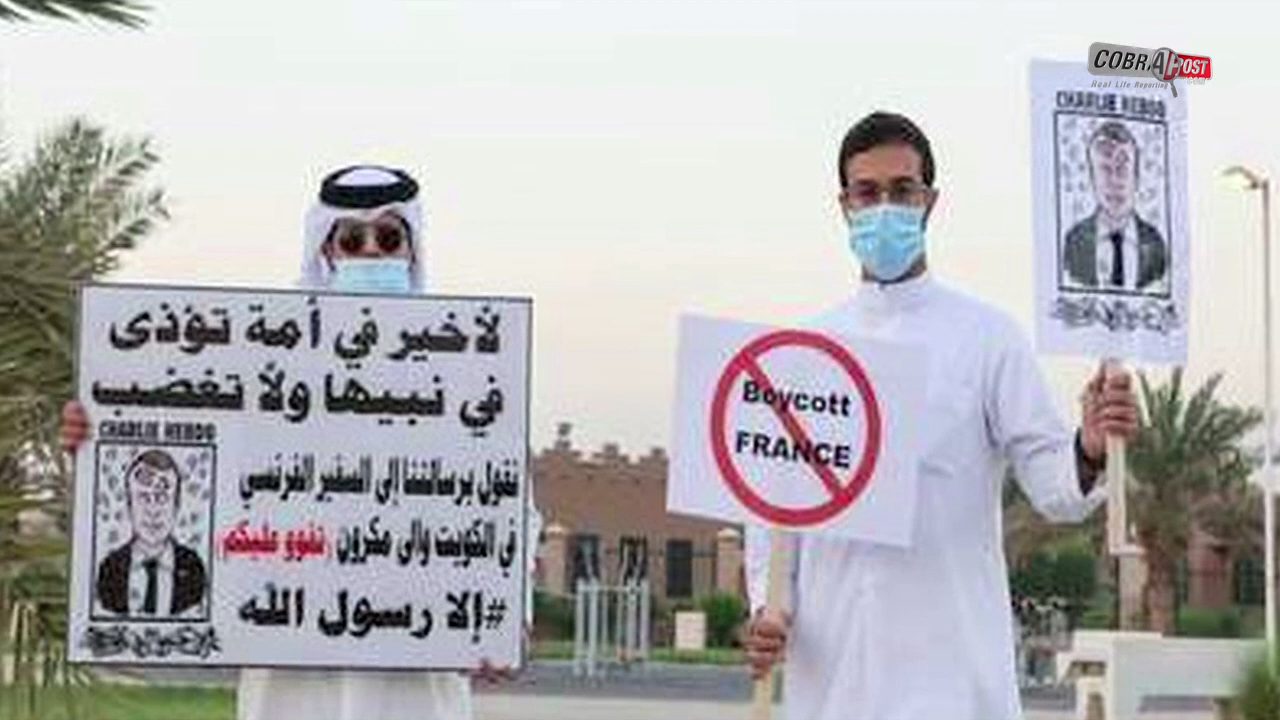 COBRAPOST.com
Real Life Reporting
لاخير في أمة تؤذى
في نبيها ولا تغضب
CHARLIE HEBDO
نقول برسالتنا إلى السفير الفرنسي
في الكويت والى مكرون (تفوو عليكم)
#إلا رسول الله
Boycott
FRANCE
CHARLIE HEBDO